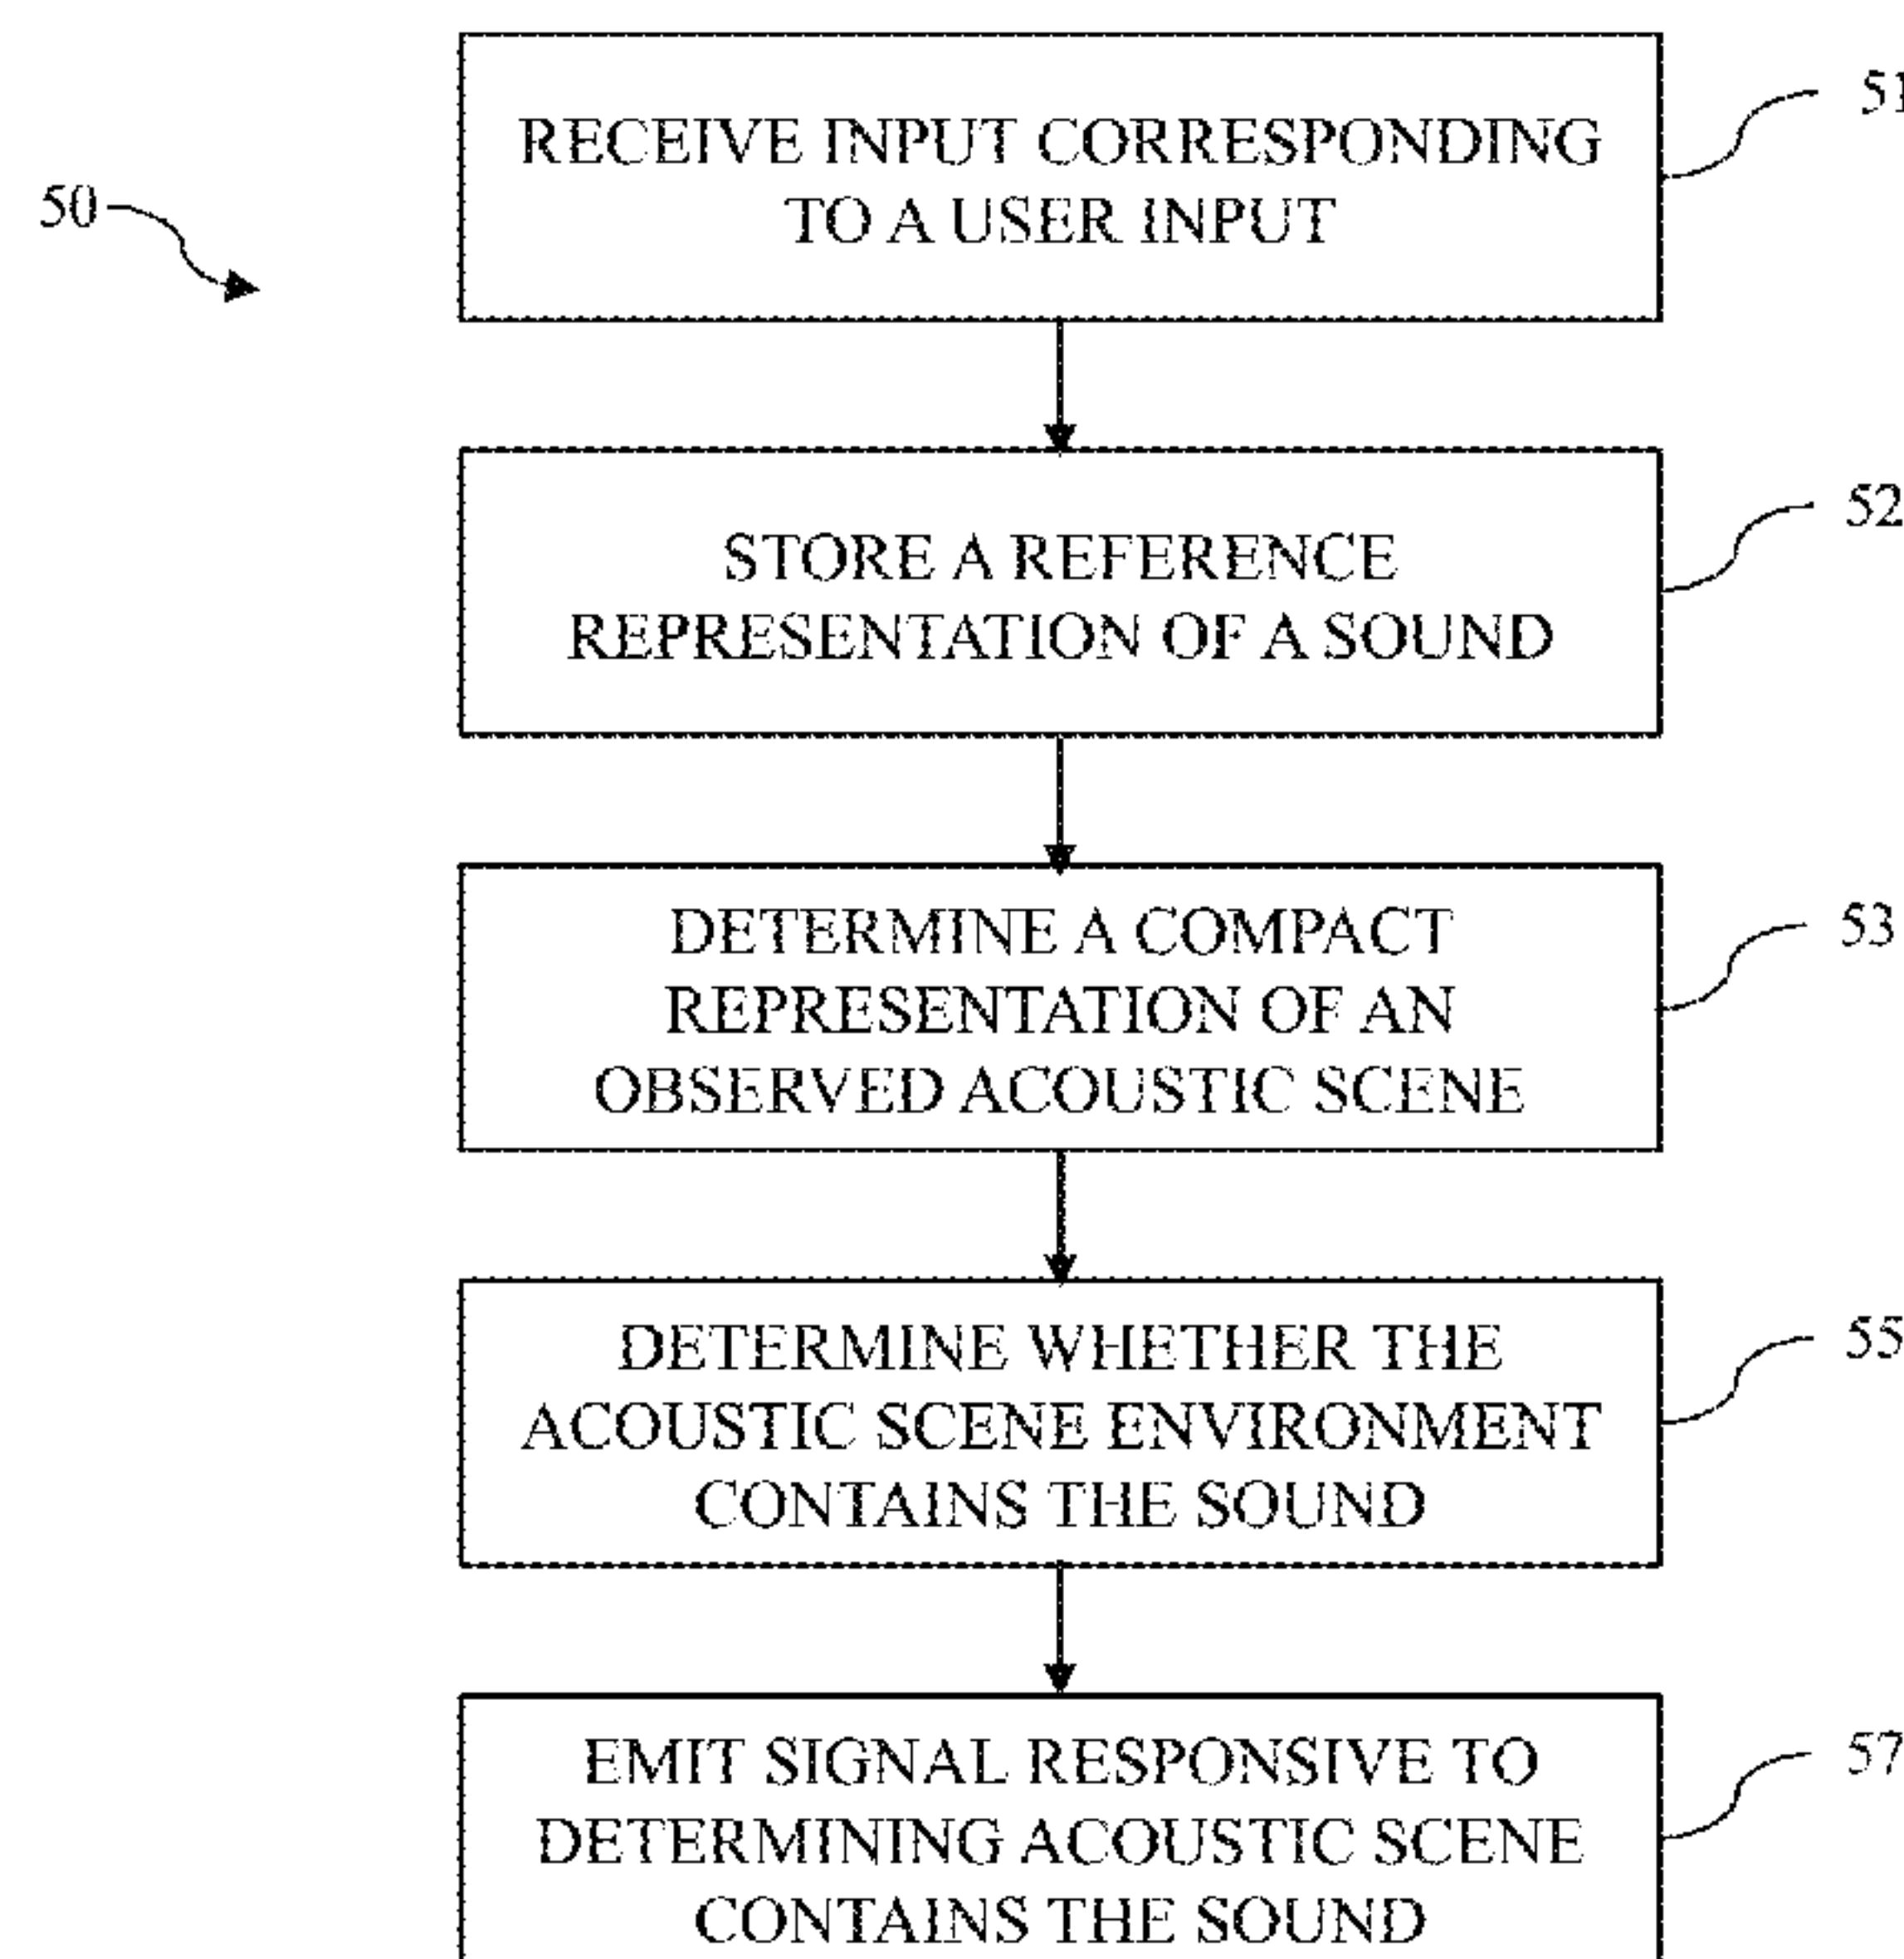 50
RECEIVE INPUT CORRESPONDING
TO A USER INPUT
51
STORE A REFERENCE
REPRESENTATION OF A SOUND
52
DETERMINE A COMPACT
REPRESENTATION OF AN
OBSERVED ACOUSTIC SCENE
53
DETERMINE WHETHER THE
ACOUSTIC SCENE ENVIRONMENT
CONTAINS THE SOUND
55
EMIT SIGNAL RESPONSIVE TO
DETERMINING ACOUSTIC SCENE
CONTAINS THE SOUND
57